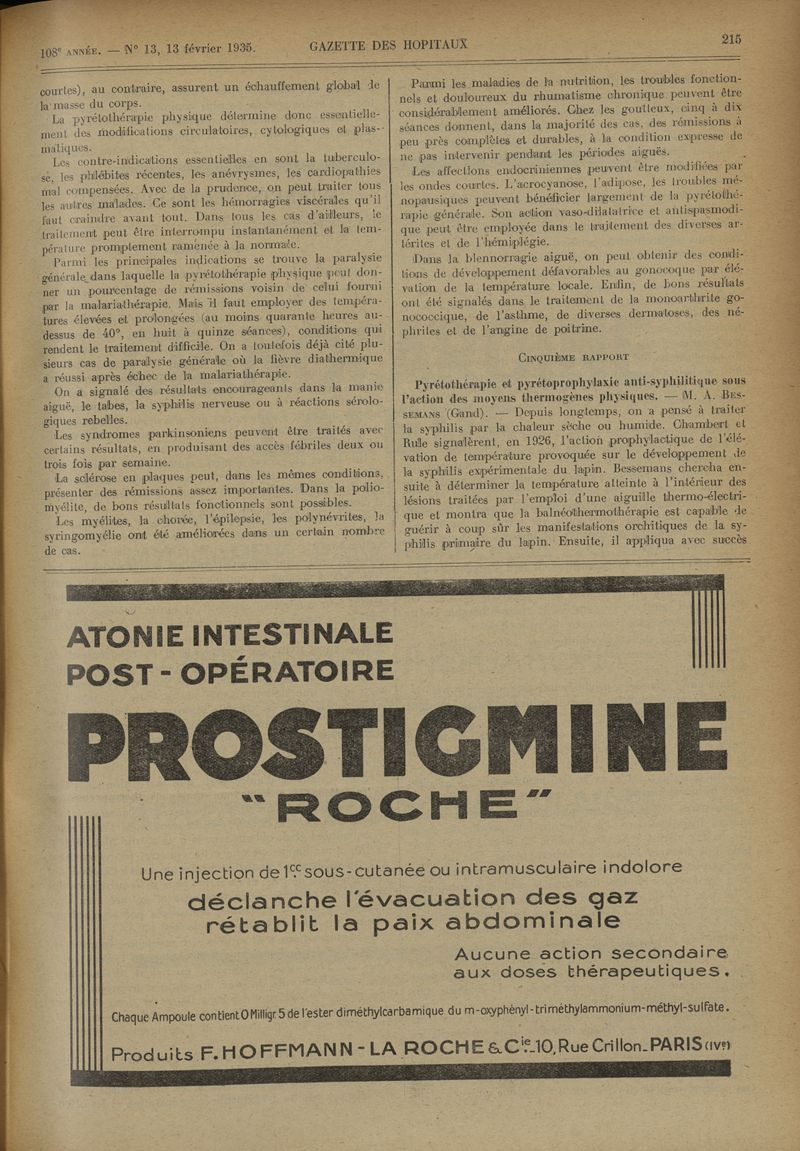 108e ANNÉE. — N° 13, 13 février 1935.
GAZETTE DES HOPITAUX
215
courtes), au contraire, assurent un échauffement global de
la masse du corps.
La pyrétothérapie physique détermine donc essentielle-
ment des modifications circulatoires, cytologiques et plas-
matiques.
Les contre-indications essentielles en sont la tuberculo-
se, les phlébites récentes, les anévrysmes, les cardiopathies
mal compensées. Avec de la prudence, on peut traiter tous
les autres malades. Ce sont les hémorragies viscérales qu'il
faut craindre avant tout. Dans tous les cas d'ailleurs, le
traitement peut être interrompu instantanément et la tem-
pérature promptement ramenée à la normale.
Parmi les principales indications se trouve la paralysie
générale dans laquelle la pyrétothérapie physique peut don-
ner un pourcentage de rémissions voisin de celui fourni
par la malariathérapie. Mais il faut employer des tempéra-
tures élevées et prolongées (au moins quarante heures au-
dessus de 40°, en huit à quinze séances), conditions qui
rendent le traitement difficile. On a toutefois déjà cité plu-
sieurs cas de paralysie générale où la fièvre diathermique
a réussi après échec de la malariathérapie.
On a signalé des résultats encourageants dans la manie
aiguë, le tabes, la syphilis nerveuse ou à réactions sérolo-
giques rebelles.
Les syndromes parkinsoniens peuvent être traités avec
certains résultats, en produisant des accès fébriles deux ou
trois fois par semaine.
La sclérose en plaques peut, dans les mêmes conditions,
présenter des rémissions assez importantes. Dans la polio-
myélite, de bons résultats fonctionnels sont possibles.
Les myélites, la chorée, l'épilepsie, les polynévrites, la
syringomyélie ont été améliorées dans un certain nombre
de cas.
Parmi les maladies de la nutrition, les troubles fonction-
nels et douloureux du rhumatisme chronique peuvent être
considérablement améliorés. Chez les goutteux, cinq à dix
séances donnent, dans la majorité des cas, des rémissions à
peu près complètes et durables, à la condition expresse de
ne pas intervenir pendant les périodes aiguës.
Les affections endocriniennes peuvent être modifiées par
les ondes courtes. L'acrocyanose, l'adipose, les troubles mé-
nopausiques peuvent bénéficier largement de la pyrétothé-
rapie générale. Son action vaso-dilatatrice et antispasmodi-
que peut être employée dans le traitement des diverses ar-
térites et de l'hémiplégie.
Dans la blennorragie aiguë, on peut obtenir des condi-
tions de développement défavorables au gonocoque par élé-
vation de la température locale. Enfin, de bons résultats
ont été signalés dans le traitement de la monoarthrite go-
nococcique, de l'asthme, de diverses dermatoses, des né-
phrites et de l'angine de poitrine.
CINQUIÈME RAPPORT
Pyrétothérapie et pyrétoprophylaxie anti-syphilitique sous
l'action des moyens thermogènes physiques. — M. A. BES-
SEMANS (Gand). — Depuis longtemps, on a pensé à traiter
la syphilis par la chaleur sèche ou humide. Chambert et
Rulle signalèrent, en 1926, l'action prophylactique de l'élé-
vation de température provoquée sur le développement de
la syphilis expérimentale du lapin. Bessemans chercha en-
suite à déterminer la température atteinte à l'intérieur des
lésions traitées par l'emploi d'une aiguille thermo-électri-
que et montra que la balnéothermothérapie est capable de
guérir à coup sûr les manifestations orchitiques de la sy-
philis primaire du lapin. Ensuite, il appliqua avec succès
ATONIE INTESTINALE
POST-OPÉRATOIRE
PROSTIGMINE
"ROCHE"
Une injection de 1cc sous-cutanée ou intramusculaire indolore
déclanche l'évacuation des gaz
rétablit la paix abdominale
Aucune action secondaire
aux doses thérapeutiques.
Chaque Ampoule contient 0 Milligr. 5 de l'ester diméthylcarbamique du m-oxyphényl-triméthylammonium-méthyl-sulfate.
Produits F. HOFFMANN-LA ROCHE & Cie_10, Rue Crillon_PARIS (IVe)